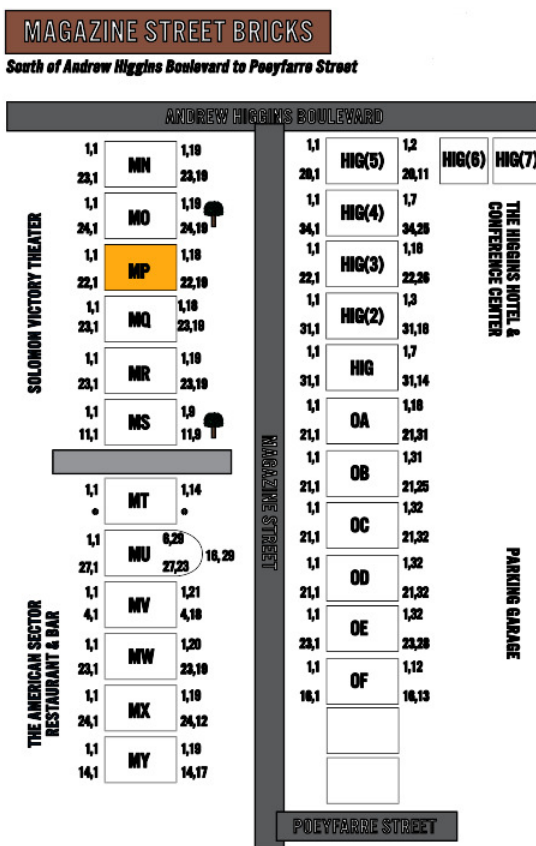 MAGAZINE STREET BRICKS
South of Andrew Higgins Boulevard to Poeyfarre Street
ANDREW HIGGINS BOULEVARD
SOLOMON VICTORY THEATER
1,1 MN 1,19
23,1 23,19
1,1 MO 1,19
24,1 24,19
1,1 MP 1,18
22,1 22,19
1,1 MQ 1,18
23,1 23,18
1,1 MR 1,19
23,1 23,19
1,1 MS 1,9
11,1 11,9
THE AMERICAN SECTOR
RESTAURANT & BAR
1,1 MT 1,14
1,1 MU 6,29
16,29
27,1 27,23
1,1 MV 1,21
4,1 4,18
1,1 MW 1,20
23,1 23,19
1,1 MX 1,19
24,1 24,12
1,1 MY 1,19
14,1 14,17
MAGAZINE STREET
1,1 HIG(5) 1,2 HIG(6) HIG(7)
20,1 20,11
1,1 HIG(4) 1,7
34,1 34,25
1,1 HIG(3) 1,18
22,1 22,26
1,1 HIG(2) 1,3
31,1 31,18
1,1 HIG 1,7
31,1 31,14
1,1 OA 1,18
21,1 21,31
1,1 OB 1,31
21,1 21,25
1,1 OC 1,32
21,1 21,32
1,1 OD 1,32
21,1 21,32
1,1 OE 1,32
23,1 23,28
1,1 OF 1,12
16,1 16,13
THE HIGGINS HOTEL &
CONFERENCE CENTER
PARKING GARAGE
POEYFARRE STREET